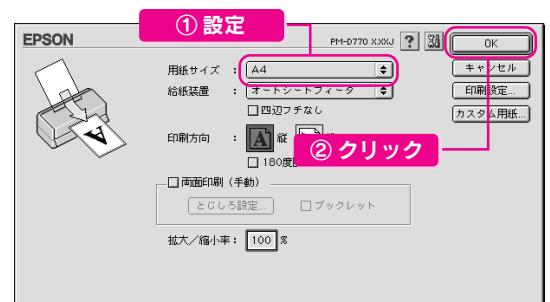 ① 設定
EPSON
PM-D770 X.XXJ
?
OK
用紙サイズ : A4
キャンセル
給紙装置 : オートシートフィーダ
印刷設定...
四辺フチなし
カスタム用紙...
印刷方向 : A 縦
② クリック
180度
両面印刷 (手動)
とじしろ設定...
ブックレット
拡大/縮小率: 100 %
A